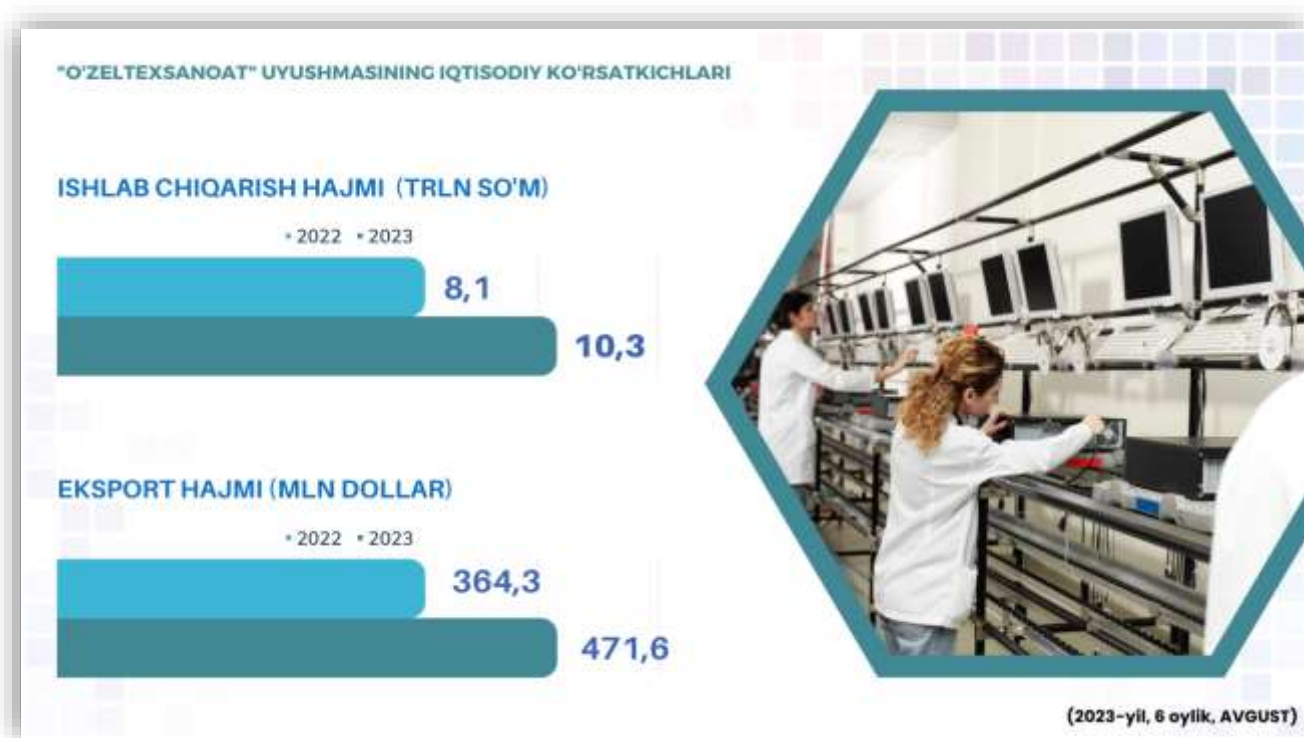 "O'ZELTEXSANOAT" UYUSHMASINING IQTISODIY KO'RSATKICHLARI
ISHLAB CHIQARISH HAJMI (TRLN SO'M)
• 2022 • 2023
8,1
10,3
EKSPORT HAJMI (MLN DOLLAR)
• 2022 • 2023
364,3
471,6
(2023-yil, 6 oylik, AVGUST)